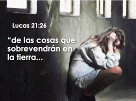 Lucas 21:26
"de las cosas que
sobrevendrán en
la tierra...